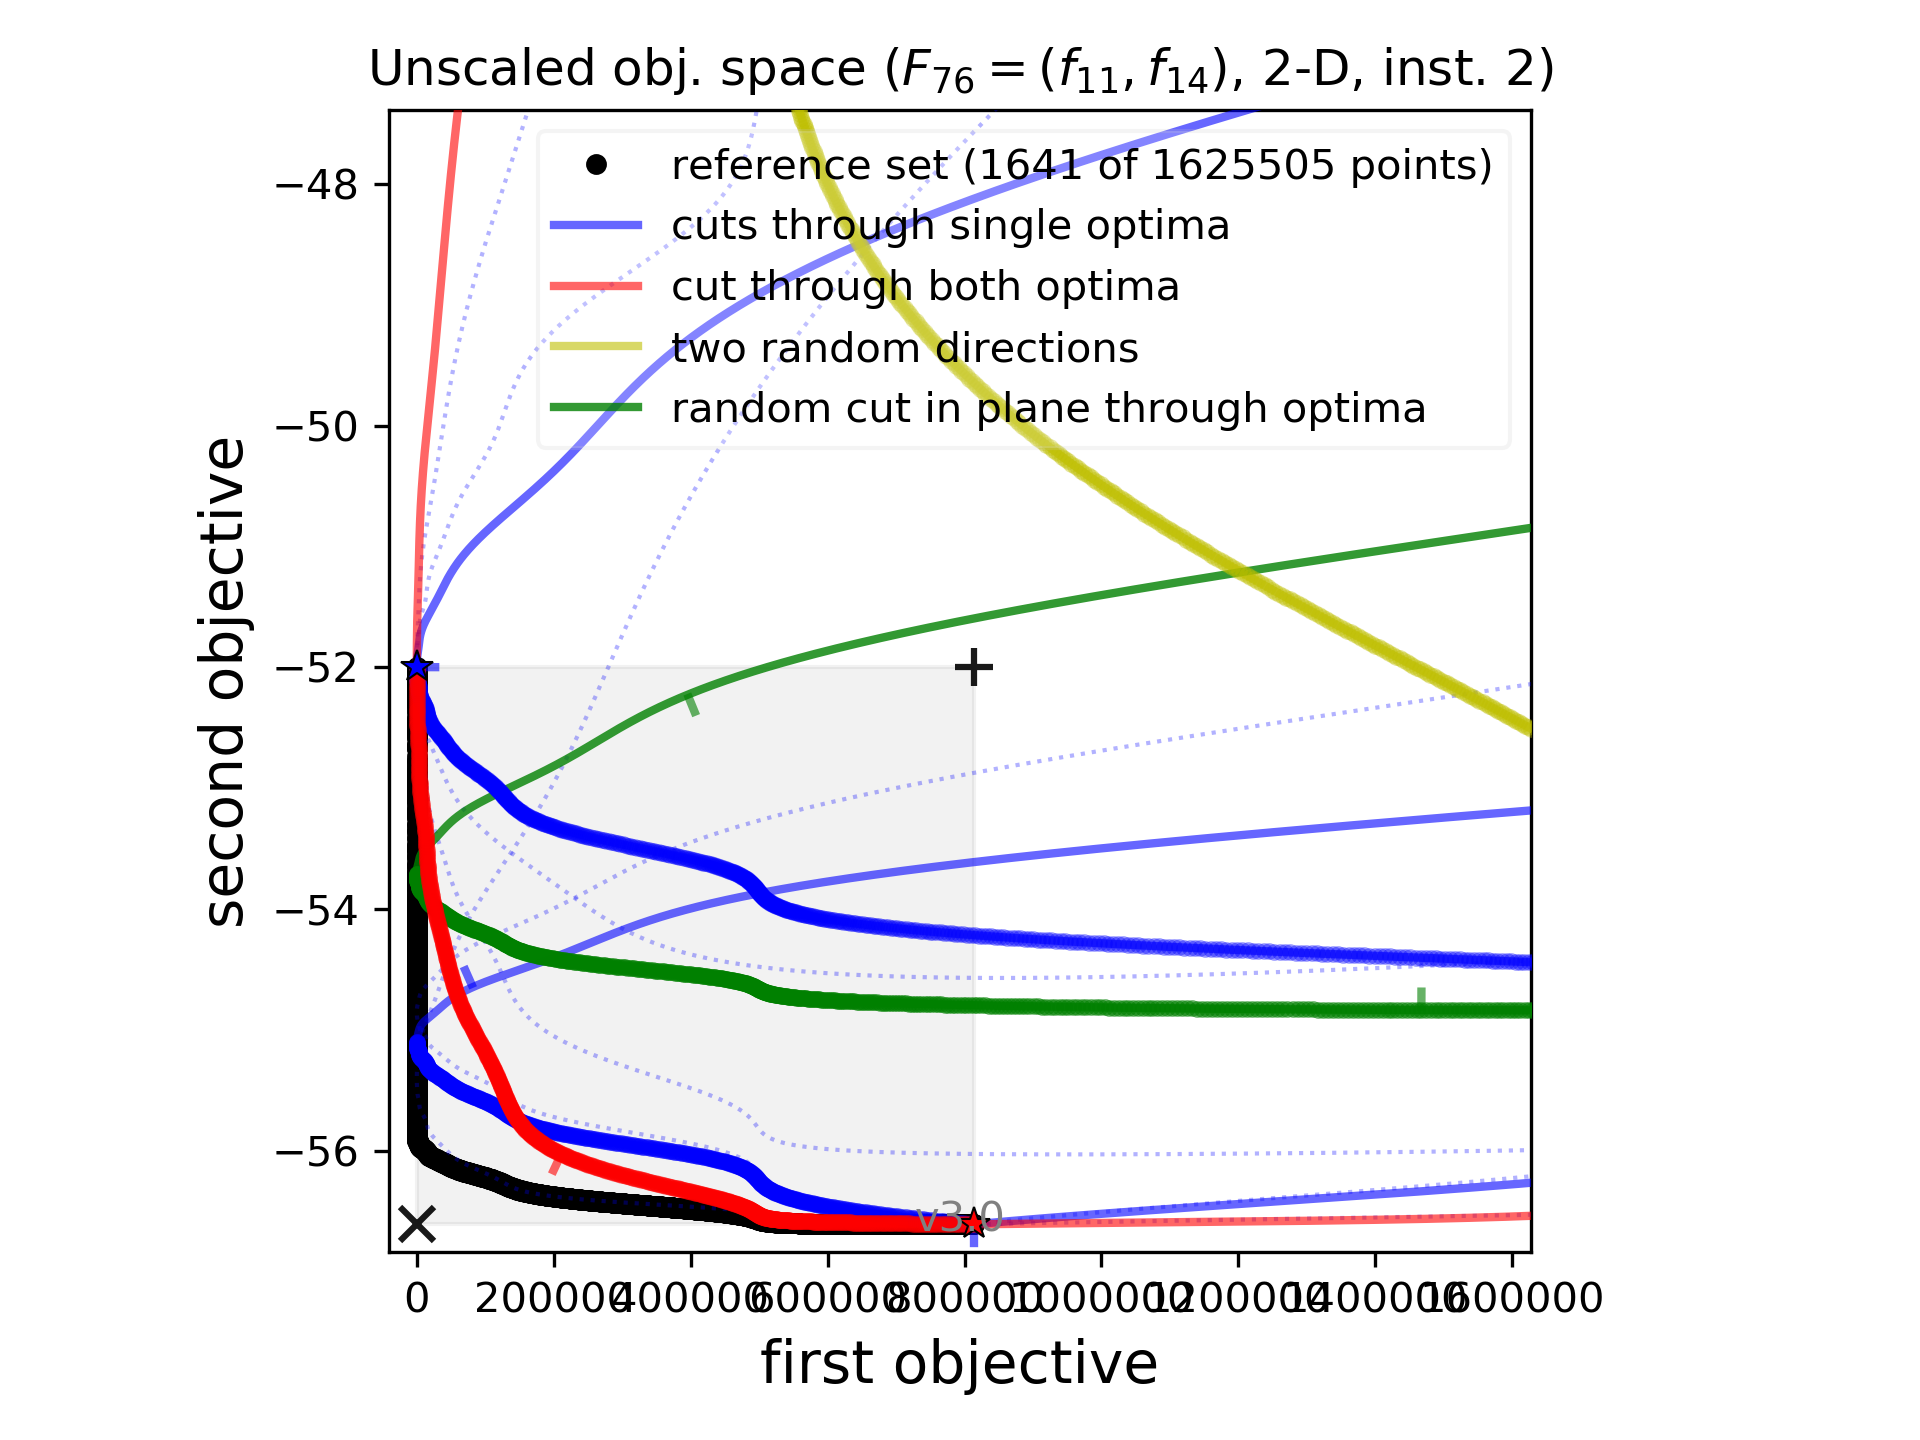 Unscaled obj. space (F₇₆ = (f₁₁, f₁₄), 2-D, inst. 2)
reference set (1641 of 1625505 points)
cuts through single optima
cut through both optima
two random directions
random cut in plane through optima
−48
−50
−52
−54
−56
second objective
v3.0
0 200000 400000 600000 800000 1000000 1200000 1400000 1600000
first objective